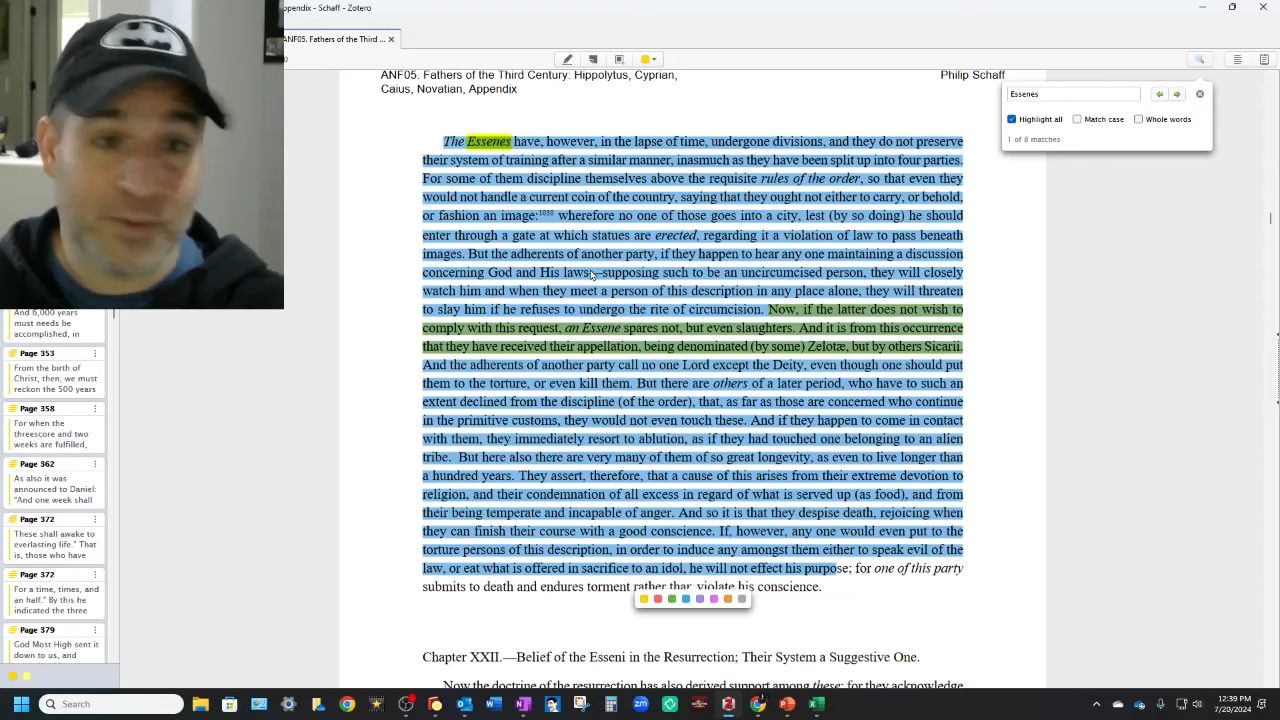 ppendix - Schaff - Zotero
ANF05. Fathers of the Third ...
ANF05. Fathers of the Third Century: Hippolytus, Cyprian,
Caius, Novatian, Appendix
Philip Schaff
Essenes
Highlight all
Match case
Whole words
1 of 8 matches
The Essenes have, however, in the lapse of time, undergone divisions, and they do not preserve
their system of training after a similar manner, inasmuch as they have been split up into four parties.
For some of them discipline themselves above the requisite rules of the order, so that even they
would not handle a current coin of the country, saying that they ought not either to carry, or behold,
or fashion an image:1030 wherefore no one of those goes into a city, lest (by so doing) he should
enter through a gate at which statues are erected, regarding it a violation of law to pass beneath
images. But the adherents of another party, if they happen to hear any one maintaining a discussion
concerning God and His laws—supposing such to be an uncircumcised person, they will closely
watch him and when they meet a person of this description in any place alone, they will threaten
to slay him if he refuses to undergo the rite of circumcision. Now, if the latter does not wish to
comply with this request, an Essene spares not, but even slaughters. And it is from this occurrence
that they have received their appellation, being denominated (by some) Zelotæ, but by others Sicarii.
And the adherents of another party call no one Lord except the Deity, even though one should put
them to the torture, or even kill them. But there are others of a later period, who have to such an
extent declined from the discipline (of the order), that, as far as those are concerned who continue
in the primitive customs, they would not even touch these. And if they happen to come in contact
with them, they immediately resort to ablution, as if they had touched one belonging to an alien
tribe. But here also there are very many of them of so great longevity, as even to live longer than
a hundred years. They assert, therefore, that a cause of this arises from their extreme devotion to
religion, and their condemnation of all excess in regard of what is served up (as food), and from
their being temperate and incapable of anger. And so it is that they despise death, rejoicing when
they can finish their course with a good conscience. If, however, any one would even put to the
torture persons of this description, in order to induce any amongst them either to speak evil of the
law, or eat what is offered in sacrifice to an idol, he will not effect his purpose; for one of this party
submits to death and endures torment rather than violate his conscience.
Chapter XXII.—Belief of the Esseni in the Resurrection; Their System a Suggestive One.
Now the doctrine of the resurrection has also derived support among these; for they acknowledge
And 6,000 years
must needs be
accomplished, in
Page 353
From the birth of
Christ, then, we must
reckon the 500 years
Page 358
For when the
threescore and two
weeks are fulfilled,
Page 362
As also it was
announced to Daniel:
"And one week shall
Page 372
These shall awake to
everlasting life." That
is, those who have
Page 372
For a time, times, and
an half." By this he
indicated the three
Page 379
God Most High sent it
down to us, and
Search
12:39 PM
7/20/2024